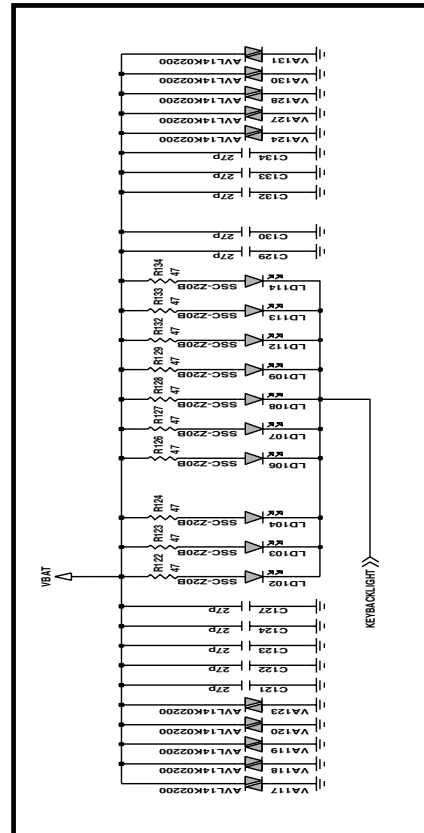 VA131
AVL14K02200
VA130
AVL14K02200
VA128
AVL14K02200
VA127
AVL14K02200
VA124
AVL14K02200
C134
27p
C133
27p
C132
27p
C130
27p
C129
27p
R134
47
SSC-Z20B
LD114
R133
47
SSC-Z20B
LD113
R132
47
SSC-Z20B
LD112
R129
47
SSC-Z20B
LD109
R128
47
SSC-Z20B
LD108
R127
47
SSC-Z20B
LD107
R126
47
SSC-Z20B
LD106
R124
47
SSC-Z20B
LD104
R123
47
SSC-Z20B
LD103
R122
47
SSC-Z20B
LD102
VBAT
KEYBACKLIGHT
C127
27p
C124
27p
C123
27p
C122
27p
C121
27p
VA123
AVL14K02200
VA120
AVL14K02200
VA119
AVL14K02200
VA118
AVL14K02200
VA117
AVL14K02200